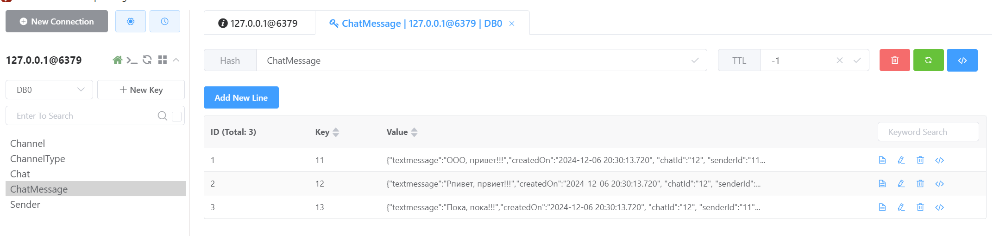 New Connection
127.0.0.1@6379
ChatMessage | 127.0.0.1@6379 | DB0
127.0.0.1@6379
Hash
ChatMessage
TTL
-1
DB0
New Key
Add New Line
Enter To Search
ID (Total: 3)
Key
Value
Keyword Search
Channel
ChannelType
Chat
ChatMessage
Sender
1
11
{"textmessage":"ООО, привет!!!","createdOn":"2024-12-06 20:30:13.720", "chatId":"12", "senderId":"11...
2
12
{"textmessage":"Рпивет, првиет!!!","createdOn":"2024-12-06 20:30:13.720", "chatId":"12", "senderId":...
3
13
{"textmessage":"Пока, пока!!!","createdOn":"2024-12-06 20:30:13.720", "chatId":"12", "senderId":"11"...